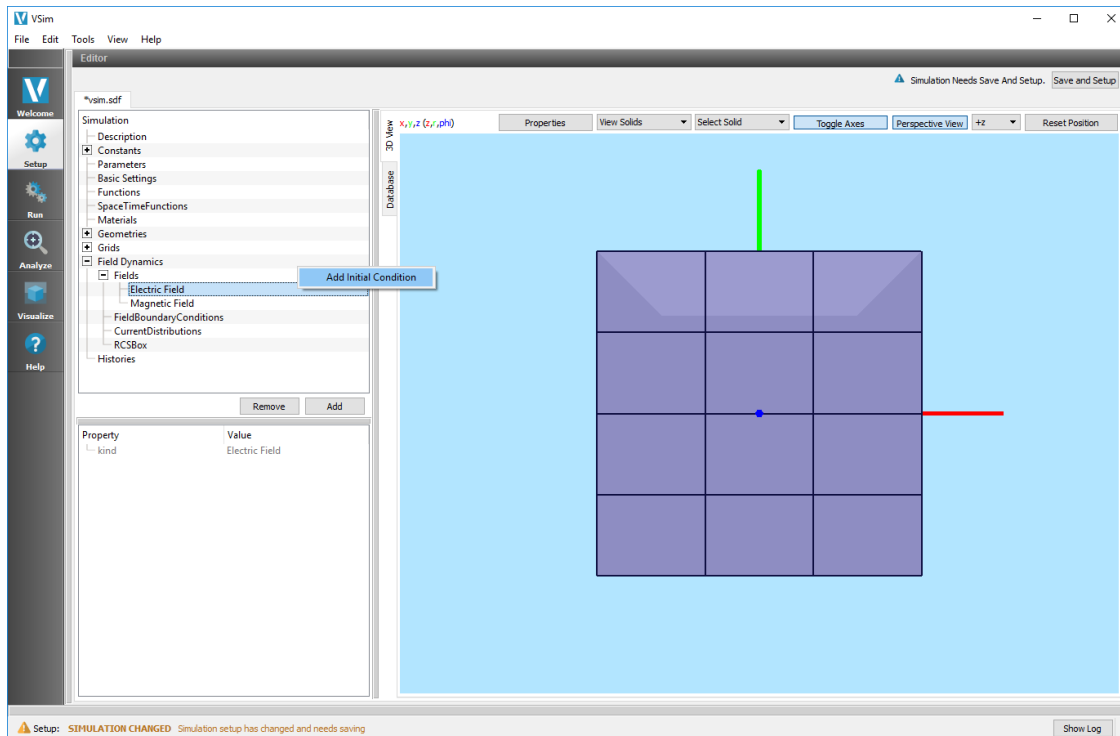 VSim
File Edit Tools View Help
Editor
Simulation Needs Save And Setup. Save and Setup
Welcome
Setup
Run
Analyze
Visualize
Help
*vsim.sdf
Simulation
Description
Constants
Parameters
Basic Settings
Functions
SpaceTimeFunctions
Materials
Geometries
Grids
Field Dynamics
Fields
Add Initial Condition
Electric Field
Magnetic Field
FieldBoundaryConditions
CurrentDistributions
RCSBox
Histories
Remove Add
Property Value
kind Electric Field
3D View
Database
x,y,z (z,r,phi) Properties View Solids Select Solid Toggle Axes Perspective View +z Reset Position
Setup: SIMULATION CHANGED Simulation setup has changed and needs saving Show Log